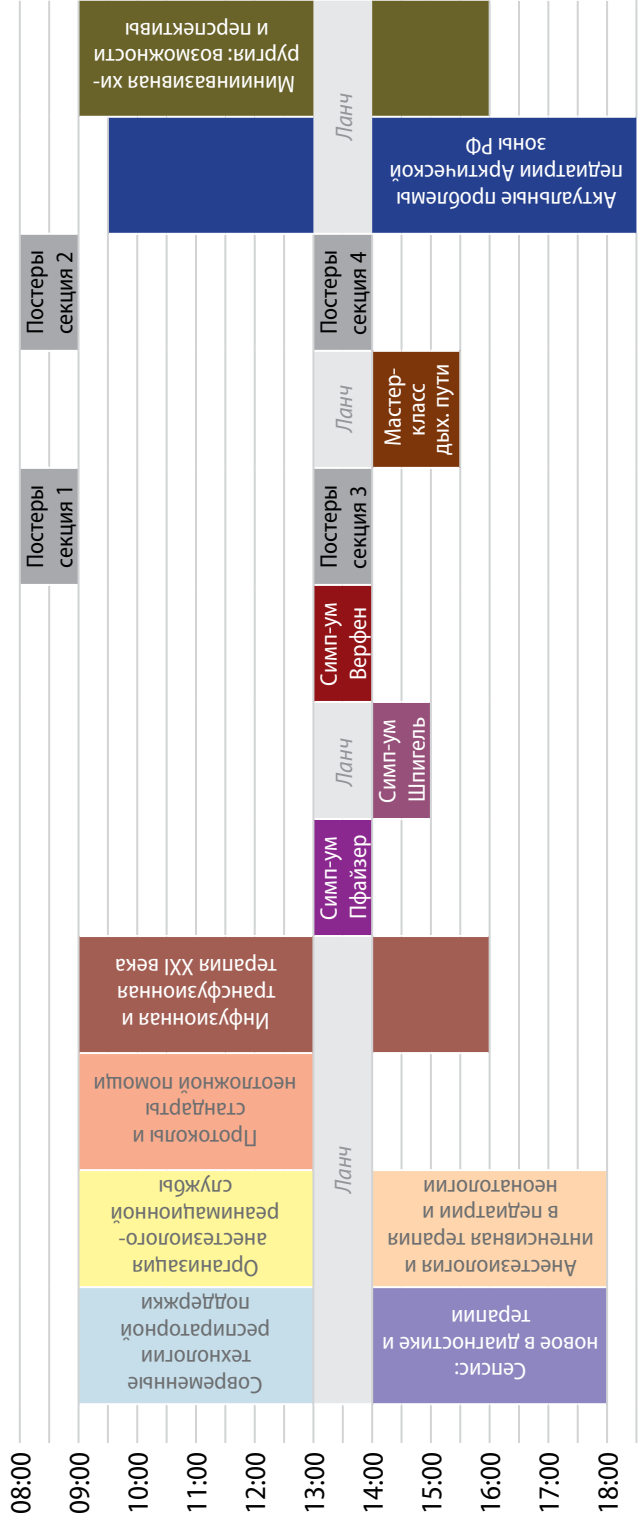 Миниинвазивная хи-
рургия: возможности
и перспективы
Ланч
Актуальные проблемы
педиатрии Арктической
зоны РФ
Постеры
секция 2
Постеры
секция 4
Ланч
Мастер-
класс
дых. пути
Постеры
секция 1
Постеры
секция 3
Симп-ум
Верфен
Ланч
Симп-ум
Шпигель
Симп-ум
Пфайзер
Инфузионная и
трансфузионная
терапия XXI века
Протоколы и
стандарты
неотложной помощи
Ланч
Организация
анестезиолого-
реанимационной
службы
Анестезиология и
интенсивная терапия
в педиатрии и
неонатологии
Современные
технологии
респираторной
поддержки
Сепсис:
новое в диагностике и
терапии
08:00
09:00
10:00
11:00
12:00
13:00
14:00
15:00
16:00
17:00
18:00